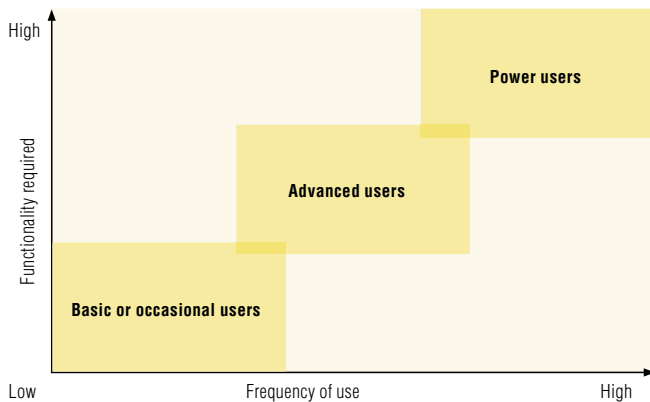 High
Power users
Functionality required
Advanced users
Basic or occasional users
Low
Frequency of use
High